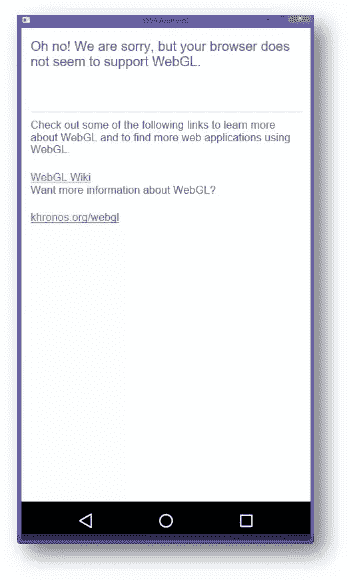 Oh no! We are sorry, but your browser does
not seem to support WebGL.
Check out some of the following links to learn more
about WebGL and to find more web applications using
WebGL.
WebGL Wiki
Want more information about WebGL?
khronos.org/webgl